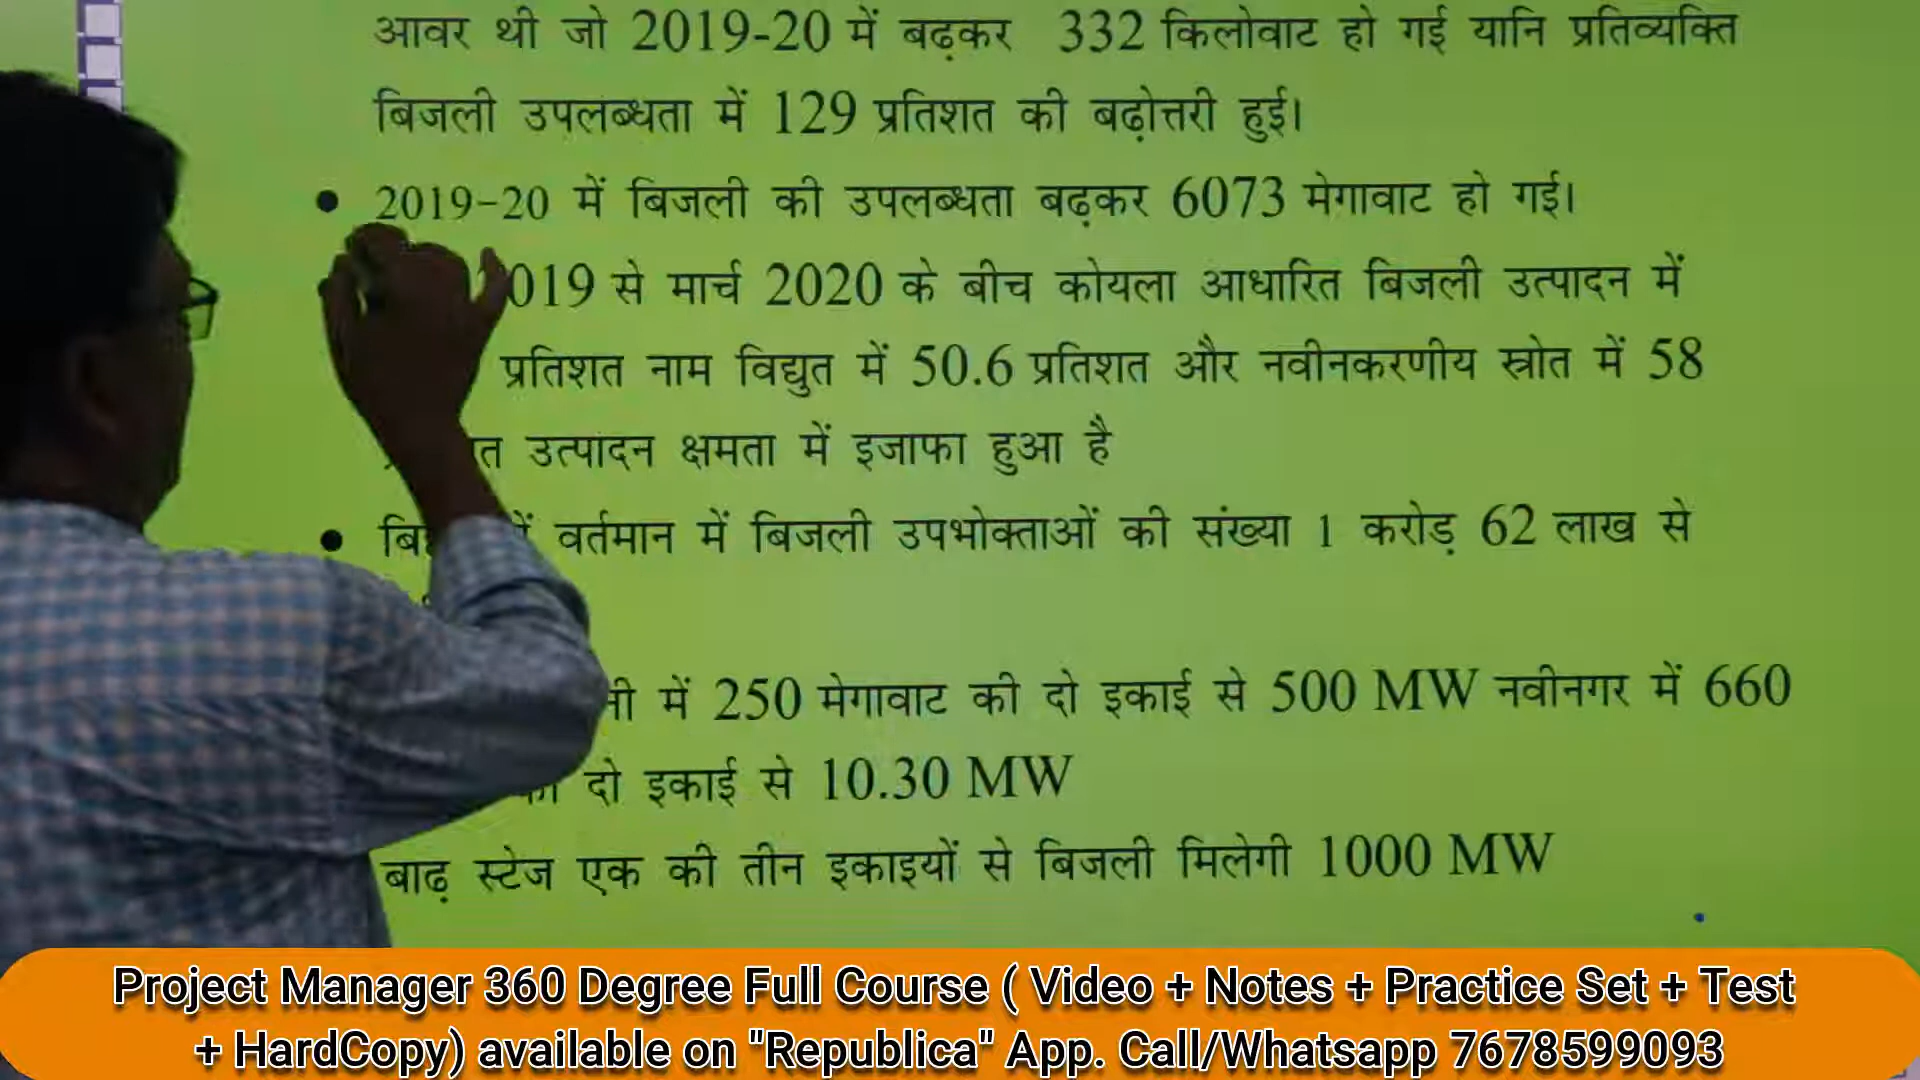 आवर थी जो 2019-20 में बढ़कर 332 किलोवाट हो गई यानि प्रतिव्यक्ति
बिजली उपलब्धता में 129 प्रतिशत की बढ़ोत्तरी हुई।
• 2019-20 में बिजली की उपलब्धता बढ़कर 6073 मेगावाट हो गई।
2019 से मार्च 2020 के बीच कोयला आधारित बिजली उत्पादन में
प्रतिशत नाम विद्युत में 50.6 प्रतिशत और नवीनकरणीय स्त्रोत में 58
उत्पादन क्षमता में इजाफा हुआ है
• वर्तमान में बिजली उपभोक्ताओं की संख्या 1 करोड़ 62 लाख से
में 250 मेगावाट की दो इकाई से 500 MW नवीनगर में 660
दो इकाई से 10.30 MW
बाढ़ स्टेज एक की तीन इकाइयों से बिजली मिलेगी 1000 MW
Project Manager 360 Degree Full Course ( Video + Notes + Practice Set + Test
+ HardCopy) available on "Republica" App. Call/Whatsapp 7678599093